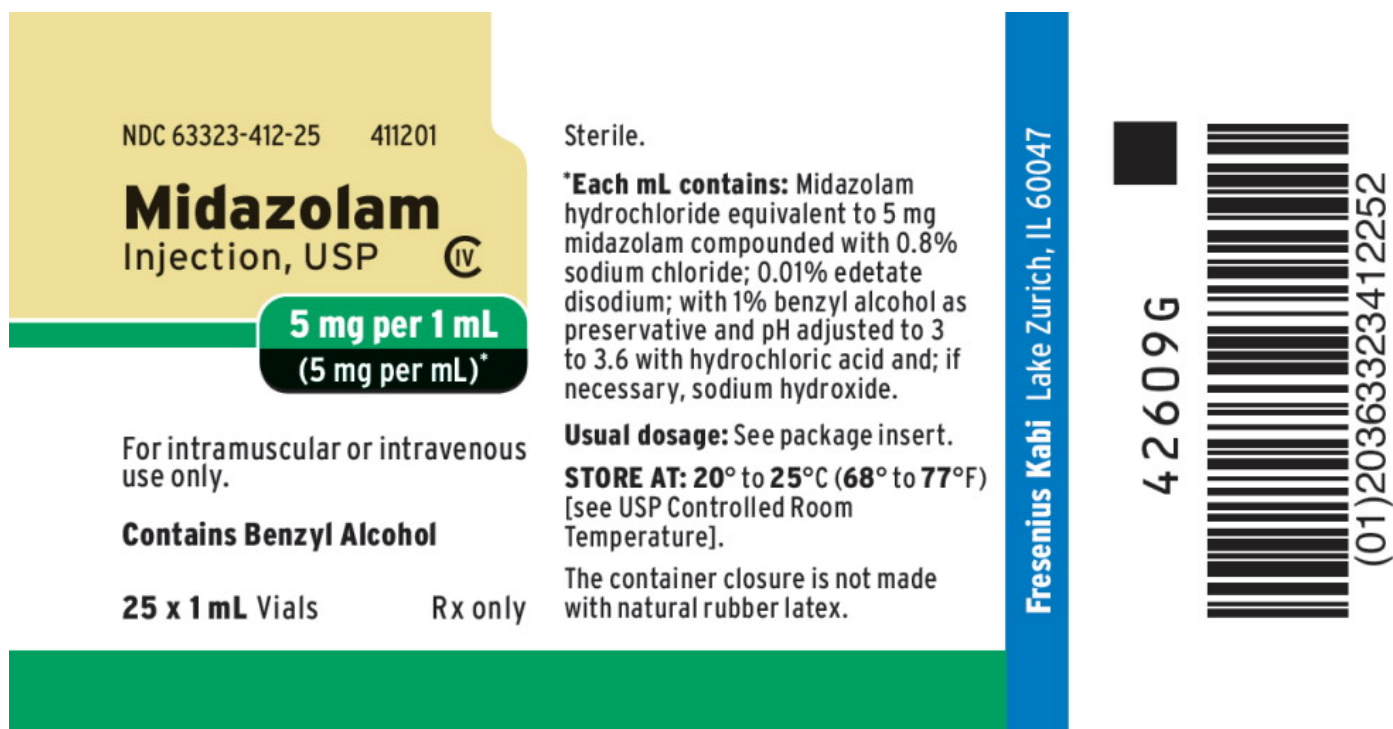 NDC 63323-412-25 411201
Midazolam
Injection, USP CIV
5 mg per 1 mL
(5 mg per mL)*
For intramuscular or intravenous
use only.
Contains Benzyl Alcohol
25 x 1 mL Vials Rx only
Sterile.
*Each mL contains: Midazolam
hydrochloride equivalent to 5 mg
midazolam compounded with 0.8%
sodium chloride; 0.01% edetate
disodium; with 1% benzyl alcohol as
preservative and pH adjusted to 3
to 3.6 with hydrochloric acid and; if
necessary, sodium hydroxide.
Usual dosage: See package insert.
STORE AT: 20° to 25°C (68° to 77°F)
[see USP Controlled Room
Temperature].
The container closure is not made
with natural rubber latex.
Fresenius Kabi Lake Zurich, IL 60047
42609G
(01)20363323412252